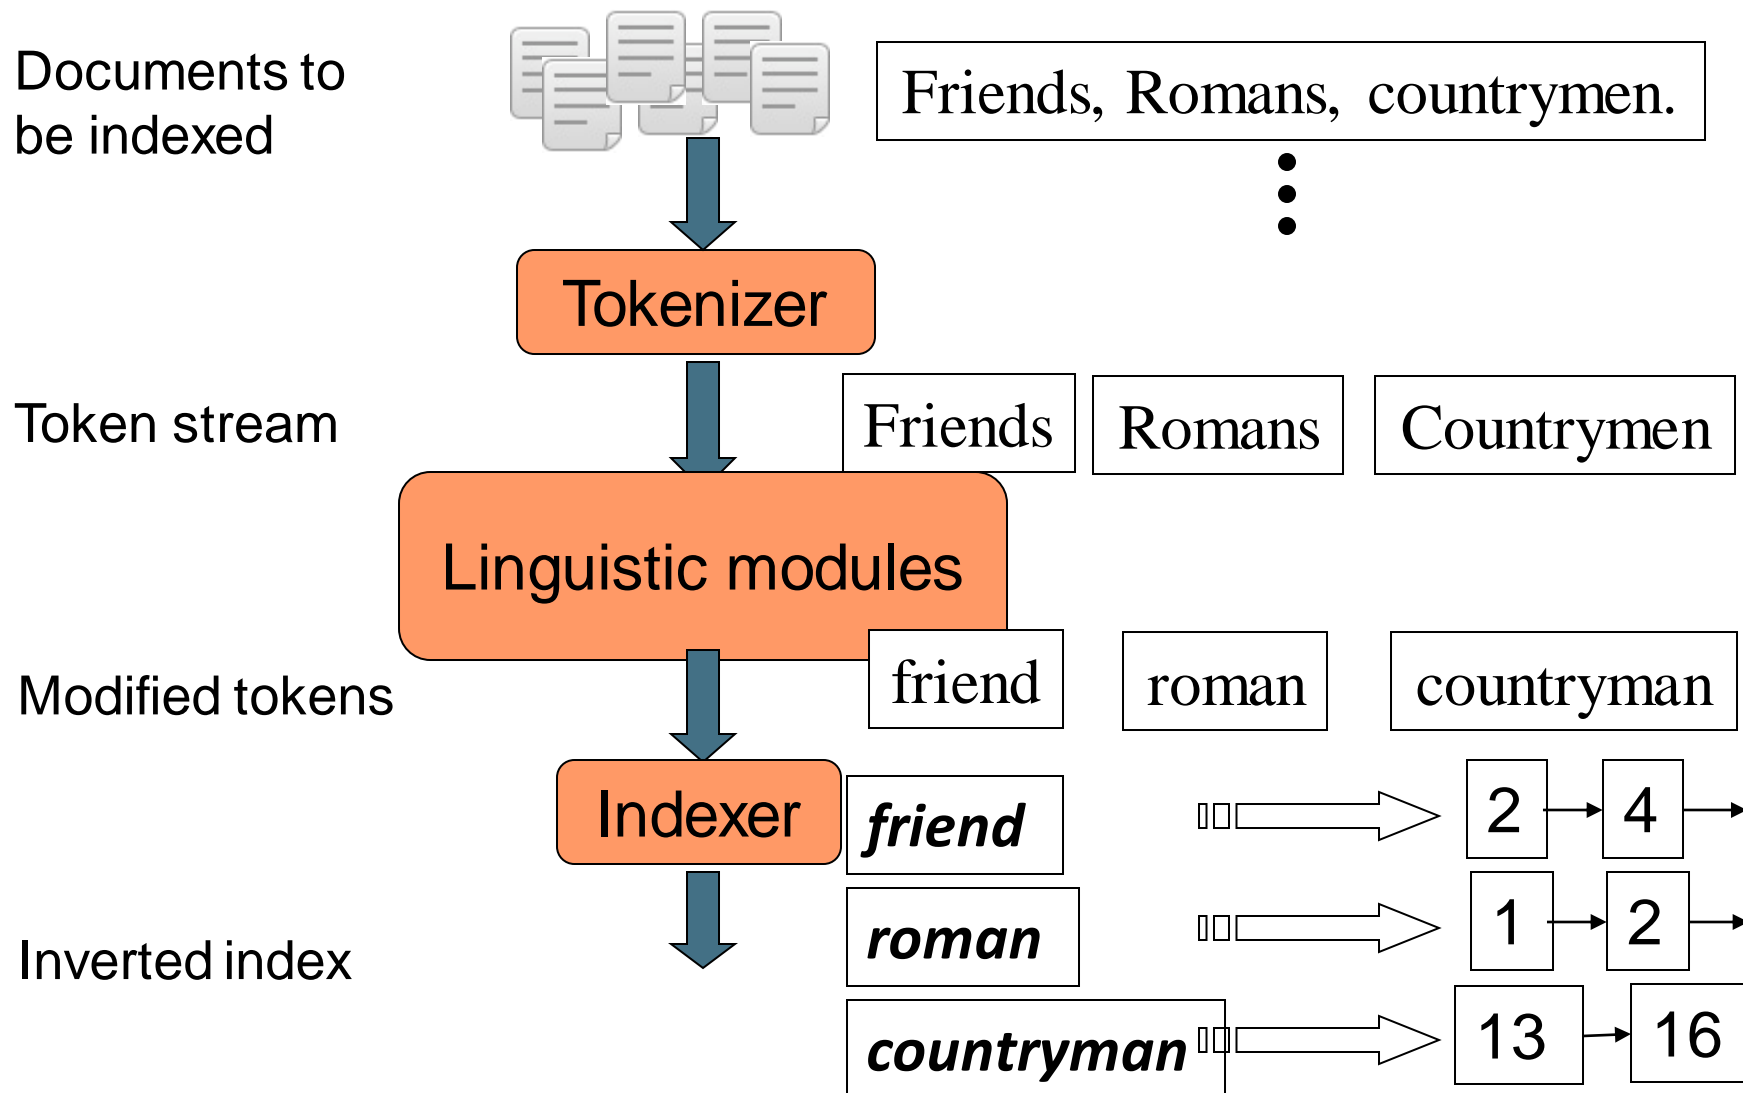 Documents to
be indexed
Friends, Romans, countrymen.
Tokenizer
Token stream
Friends Romans Countrymen
Linguistic modules
Modified tokens
friend roman countryman
Indexer
friend 2 4
roman 1 2
Inverted index
countryman 13 16